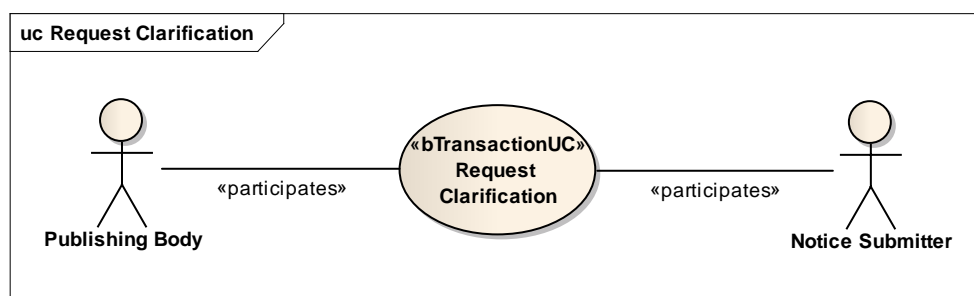 uc Request Clarification
«bTransactionUC»
Request
Clarification
«participates»
«participates»
Publishing Body
Notice Submitter